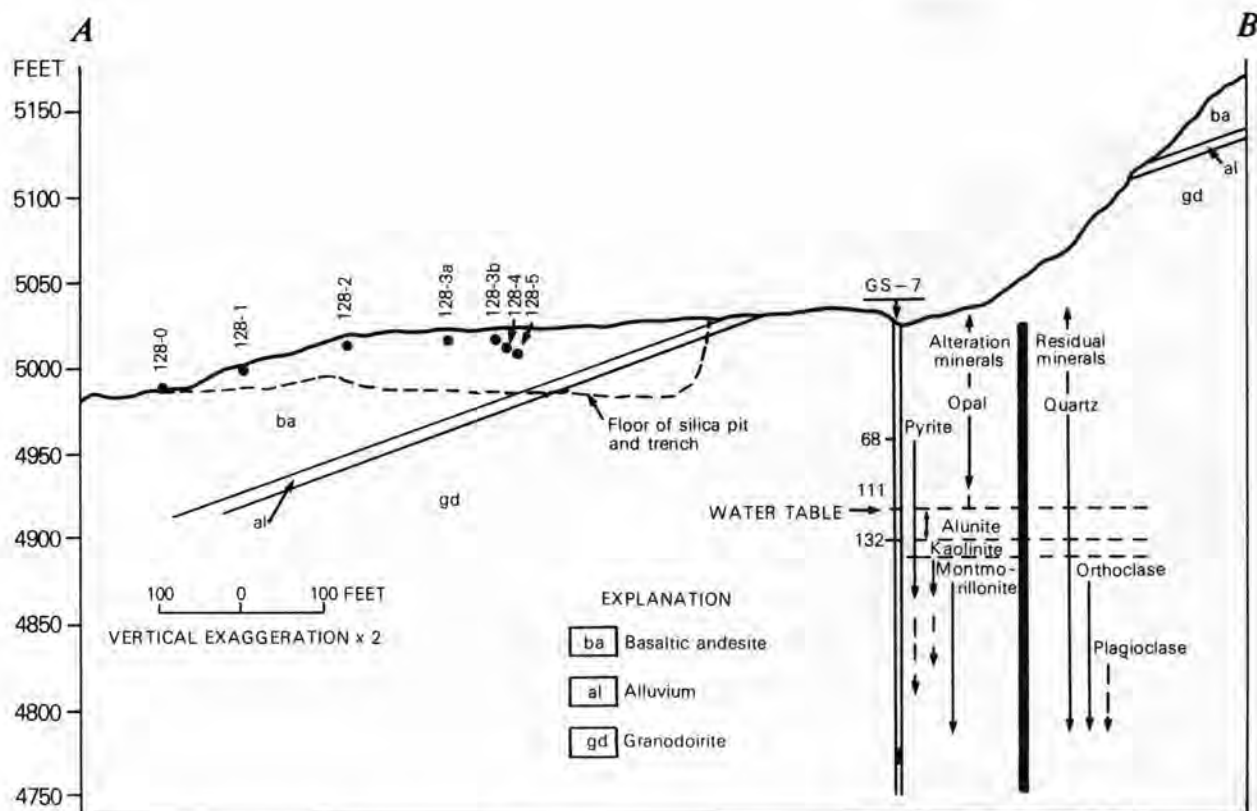 A
B
FEET
5150
5100
5050
5000
4950
4900
4850
4800
4750
128-0
128-1
128-2
128-3a
128-3b
128-4
128-5
GS-7
ba
al
gd
ba
al
gd
Floor of silica pit
and trench
Alteration
minerals
Residual
minerals
Opal
Quartz
Pyrite
68
111
WATER TABLE
132
Alunite
Kaolinite
Montmo-
rillonite
Orthoclase
Plagioclase
100 0 100 FEET
VERTICAL EXAGGERATION x 2
EXPLANATION
ba Basaltic andesite
al Alluvium
gd Granodoirite